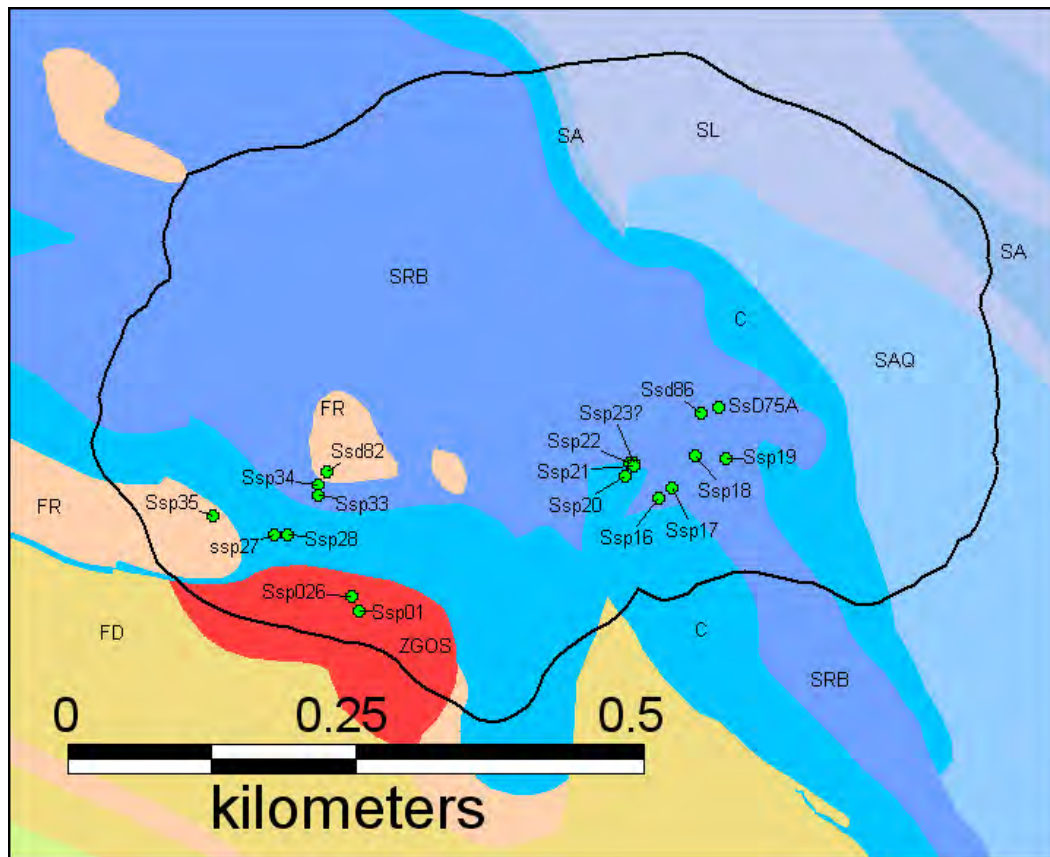 SA
SL
SA
SRB
C
SAQ
Ssd86
SsD75A
FR
Ssp23?
Ssp22
Ssd82
Ssp21
Ssp19
Ssp34
Ssp20
Ssp18
Ssp35
Ssp33
FR
Ssp16
Ssp17
ssp27
Ssp28
Ssp026
Ssp01
FD
ZGOS
C
SRB
0
0.25
0.5
kilometers